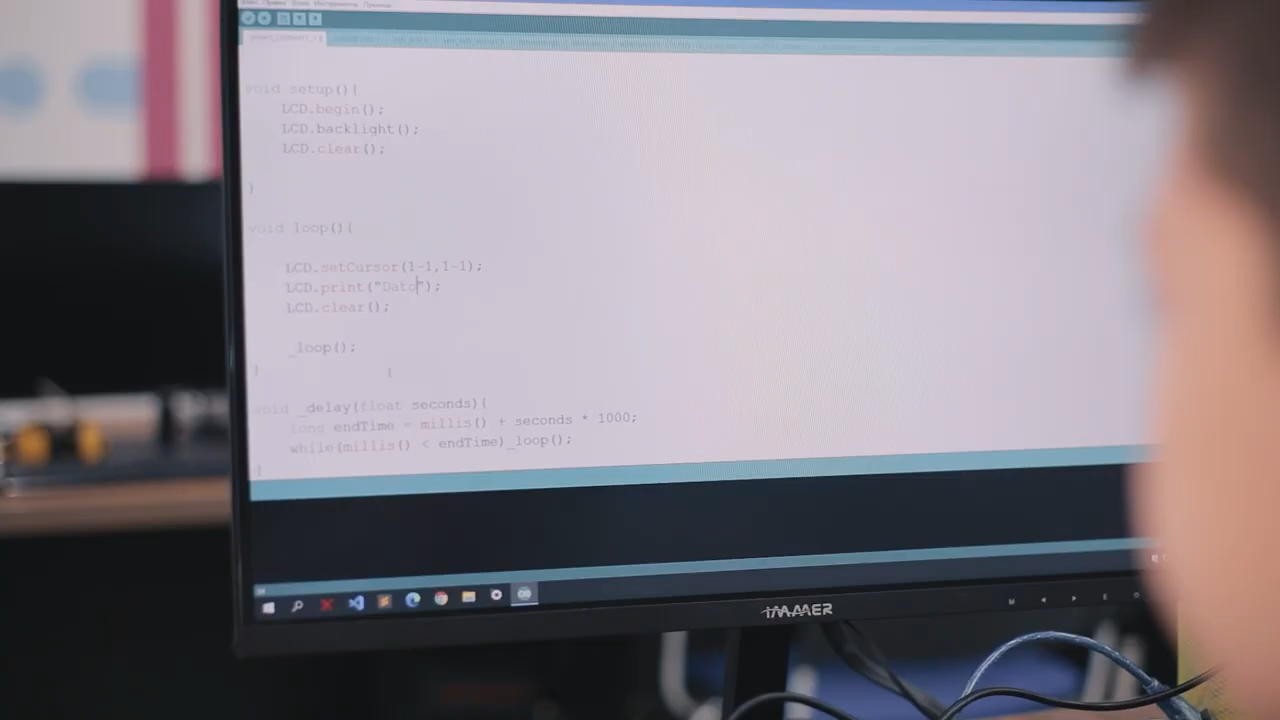 void setup(){
LCD.begin();
LCD.backlight();
LCD.clear();
}
void loop(){
LCD.setCursor(1-1,1-1);
LCD.print("Dato");
LCD.clear();
_loop();
}
void _delay(float seconds){
long endTime = millis() + seconds * 1000;
while(millis() < endTime)_loop();
}
IMMER